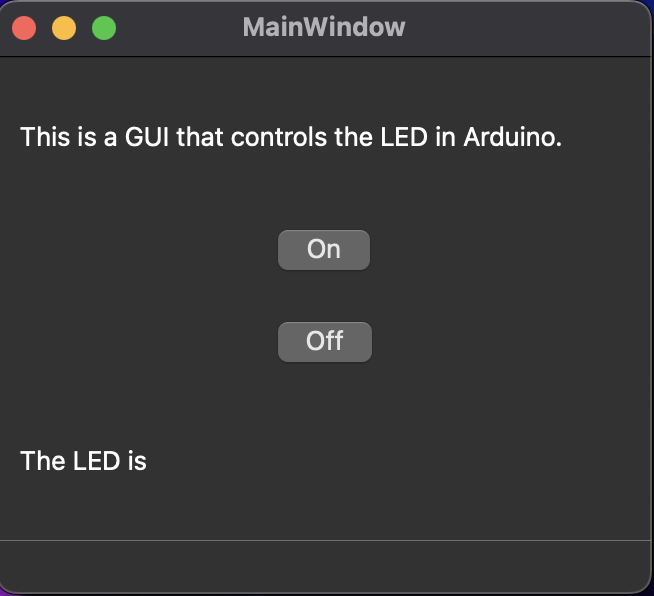 MainWindow
This is a GUI that controls the LED in Arduino.
On
Off
The LED is